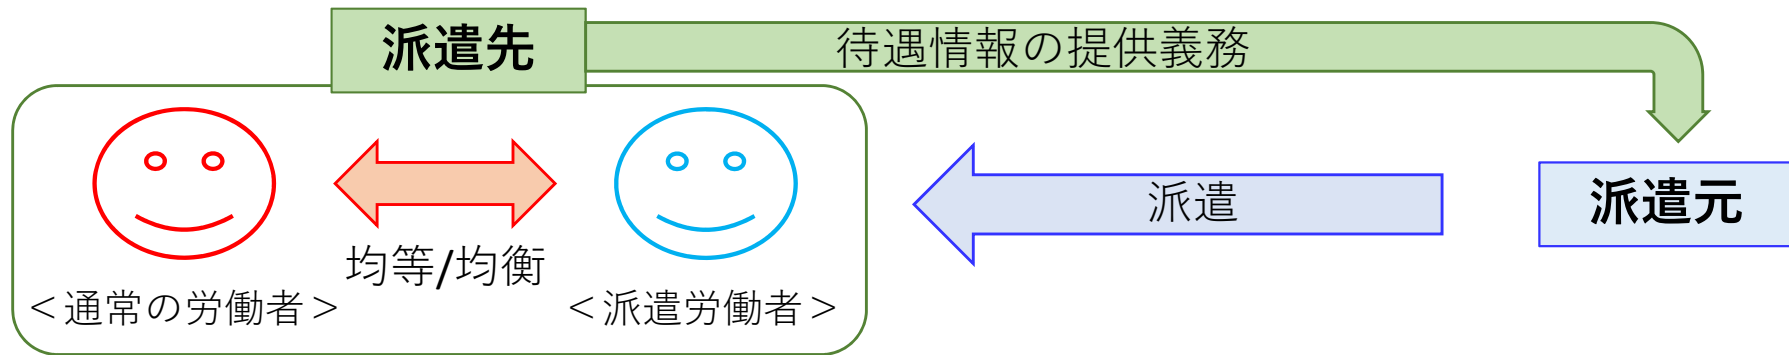 派遣先
待遇情報の提供義務
派遣
派遣元
均等/均衡
＜通常の労働者＞
＜派遣労働者＞